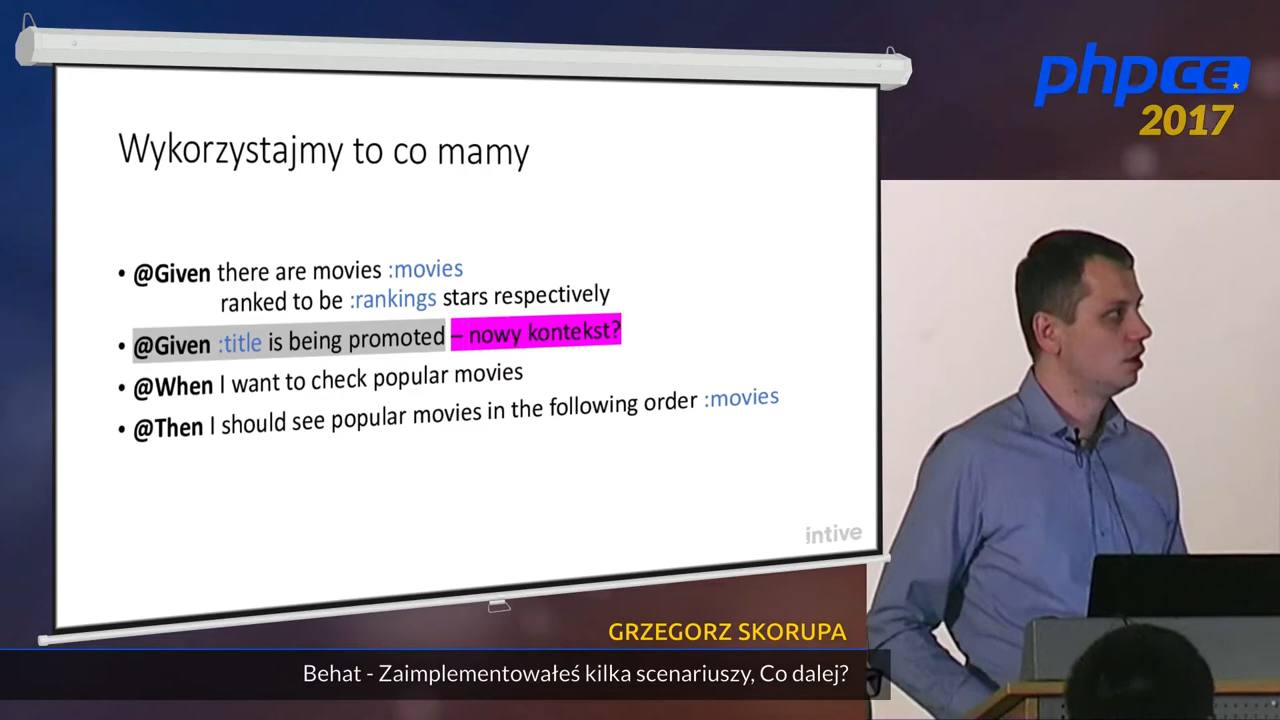 phpCE
2017
Wykorzystajmy to co mamy
• @Given there are movies :movies
ranked to be :rankings stars respectively
• @Given :title is being promoted – nowy kontekst?
• @When I want to check popular movies
• @Then I should see popular movies in the following order :movies
intive
GRZEGORZ SKORUPA
Behat - Zaimplementowałeś kilka scenariuszy, Co dalej?